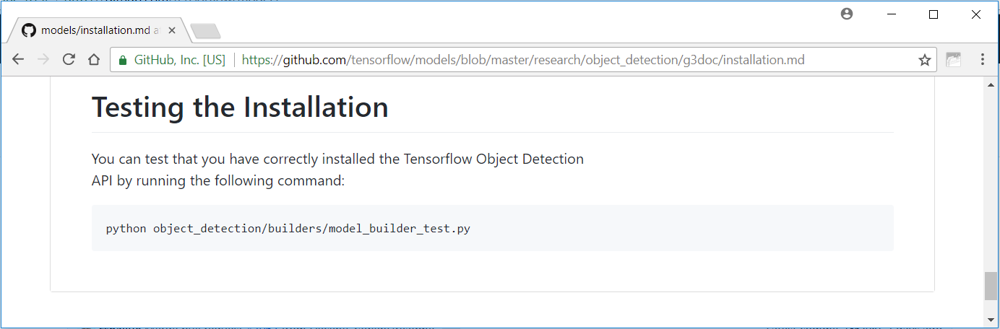 models/installation.md a
GitHub, Inc. [US]
https://github.com/tensorflow/models/blob/master/research/object_detection/g3doc/installation.md
Testing the Installation
You can test that you have correctly installed the Tensorflow Object Detection
API by running the following command:
python object_detection/builders/model_builder_test.py